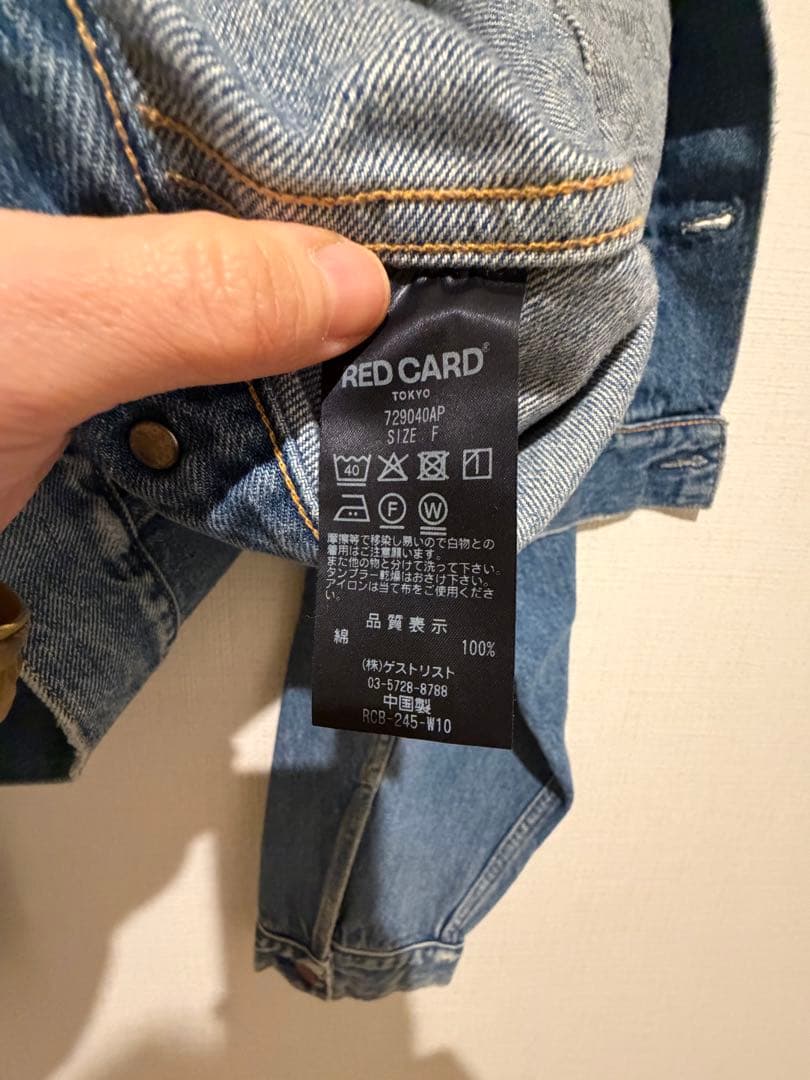 RED CARD
TOKYO
729040AP
SIZE F
40
F W
摩擦等で移染し易いので白物との
着用はご注意願います。
また他の物と分けて洗って下さい。
タンブラー乾燥はおさけ下さい。
アイロンは当て布をご使用くださ
い。
品質表示
綿 100%
(株)ゲストリスト
03-5728-8788
中国製
RCB-245-W10